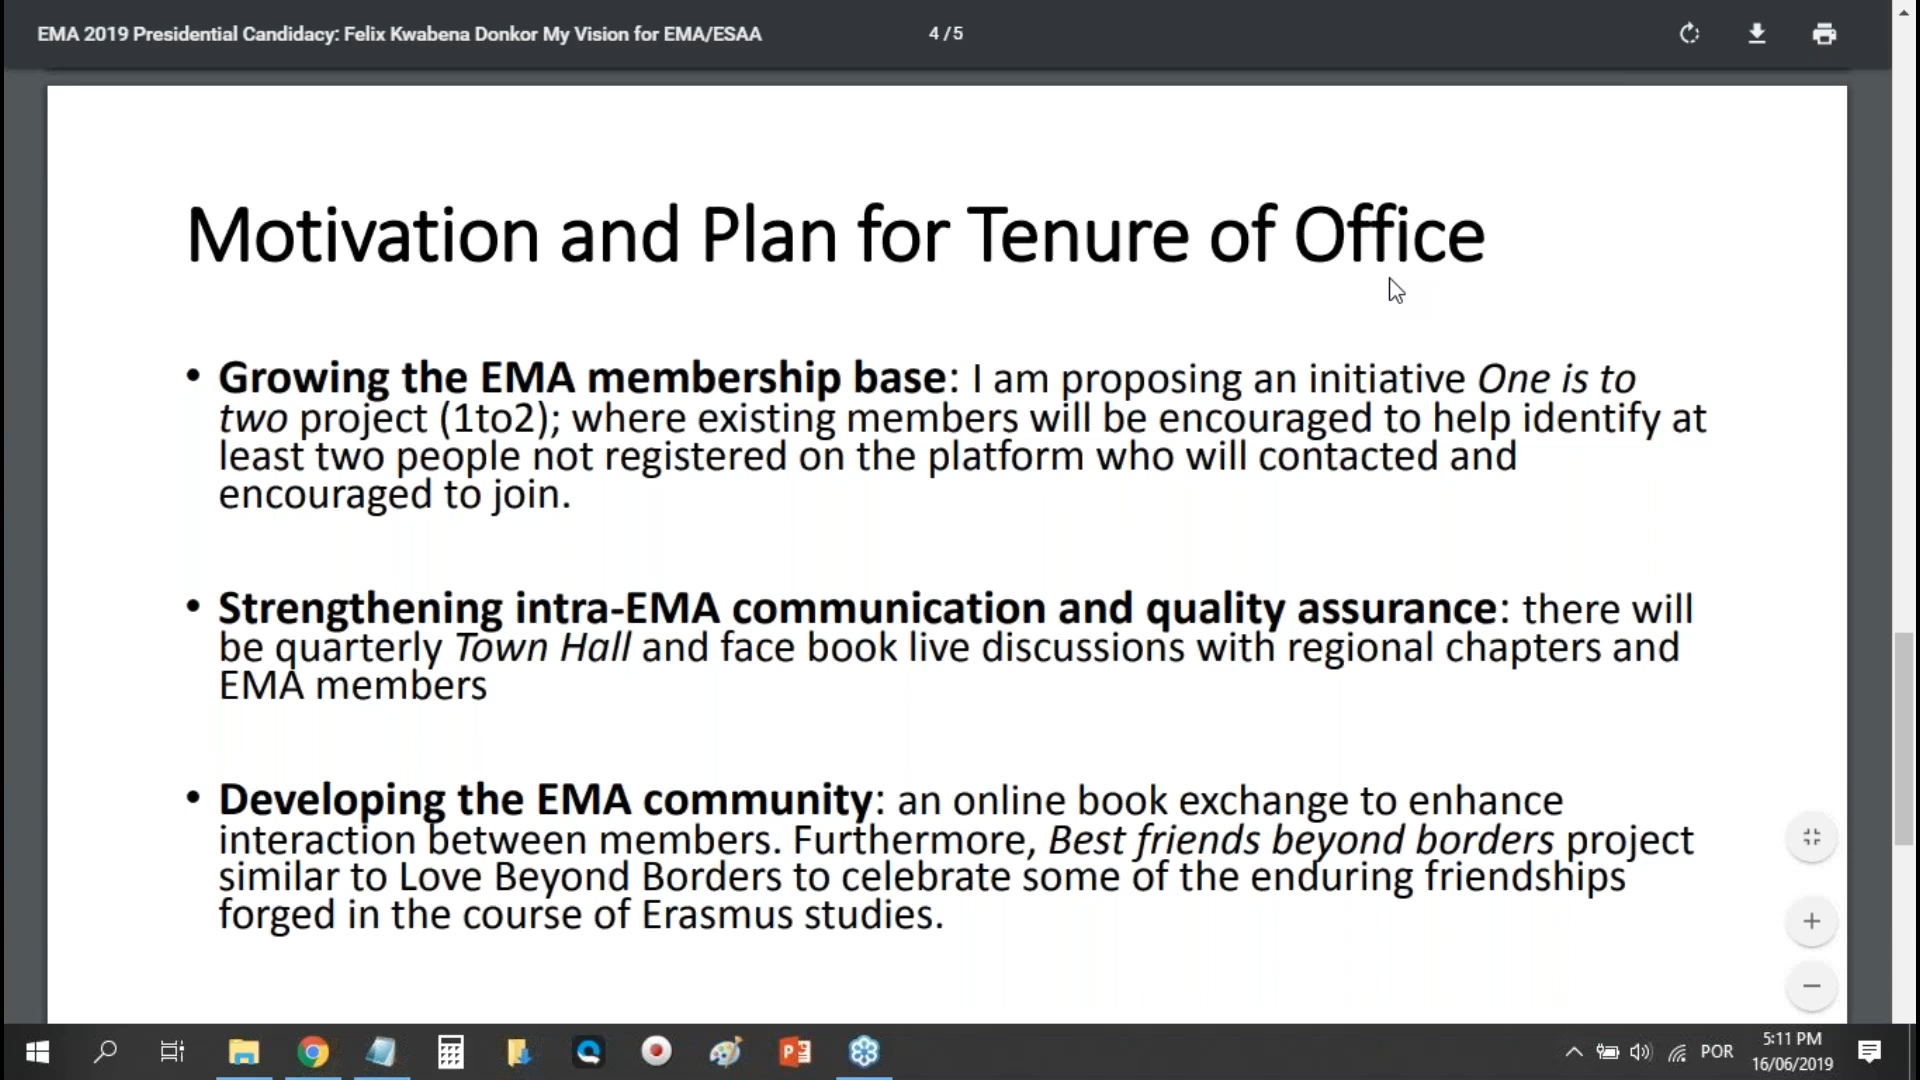 EMA 2019 Presidential Candidacy: Felix Kwabena Donkor My Vision for EMA/ESAA
4 / 5
Motivation and Plan for Tenure of Office
• Growing the EMA membership base: I am proposing an initiative One is to
two project (1to2); where existing members will be encouraged to help identify at
least two people not registered on the platform who will contacted and
encouraged to join.
• Strengthening intra-EMA communication and quality assurance: there will
be quarterly Town Hall and face book live discussions with regional chapters and
EMA members
• Developing the EMA community: an online book exchange to enhance
interaction between members. Furthermore, Best friends beyond borders project
similar to Love Beyond Borders to celebrate some of the enduring friendships
forged in the course of Erasmus studies.
POR
5:11 PM
16/06/2019